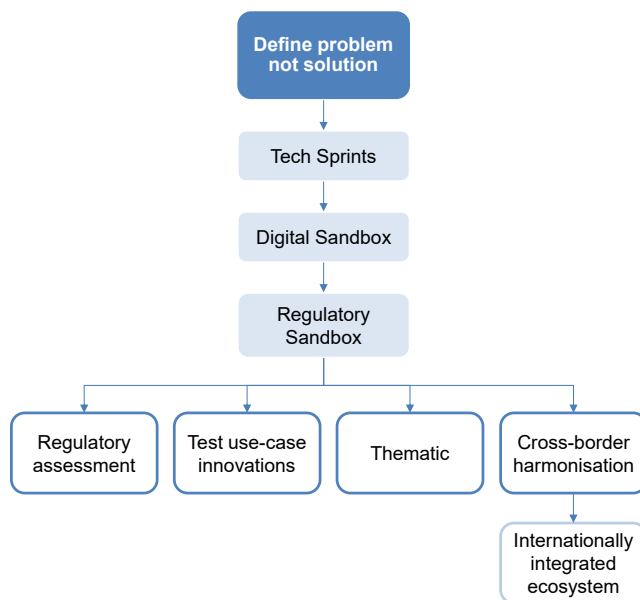 Define problem
not solution
Tech Sprints
Digital Sandbox
Regulatory
Sandbox
Regulatory
assessment
Test use-case
innovations
Thematic
Cross-border
harmonisation
Internationally
integrated
ecosystem